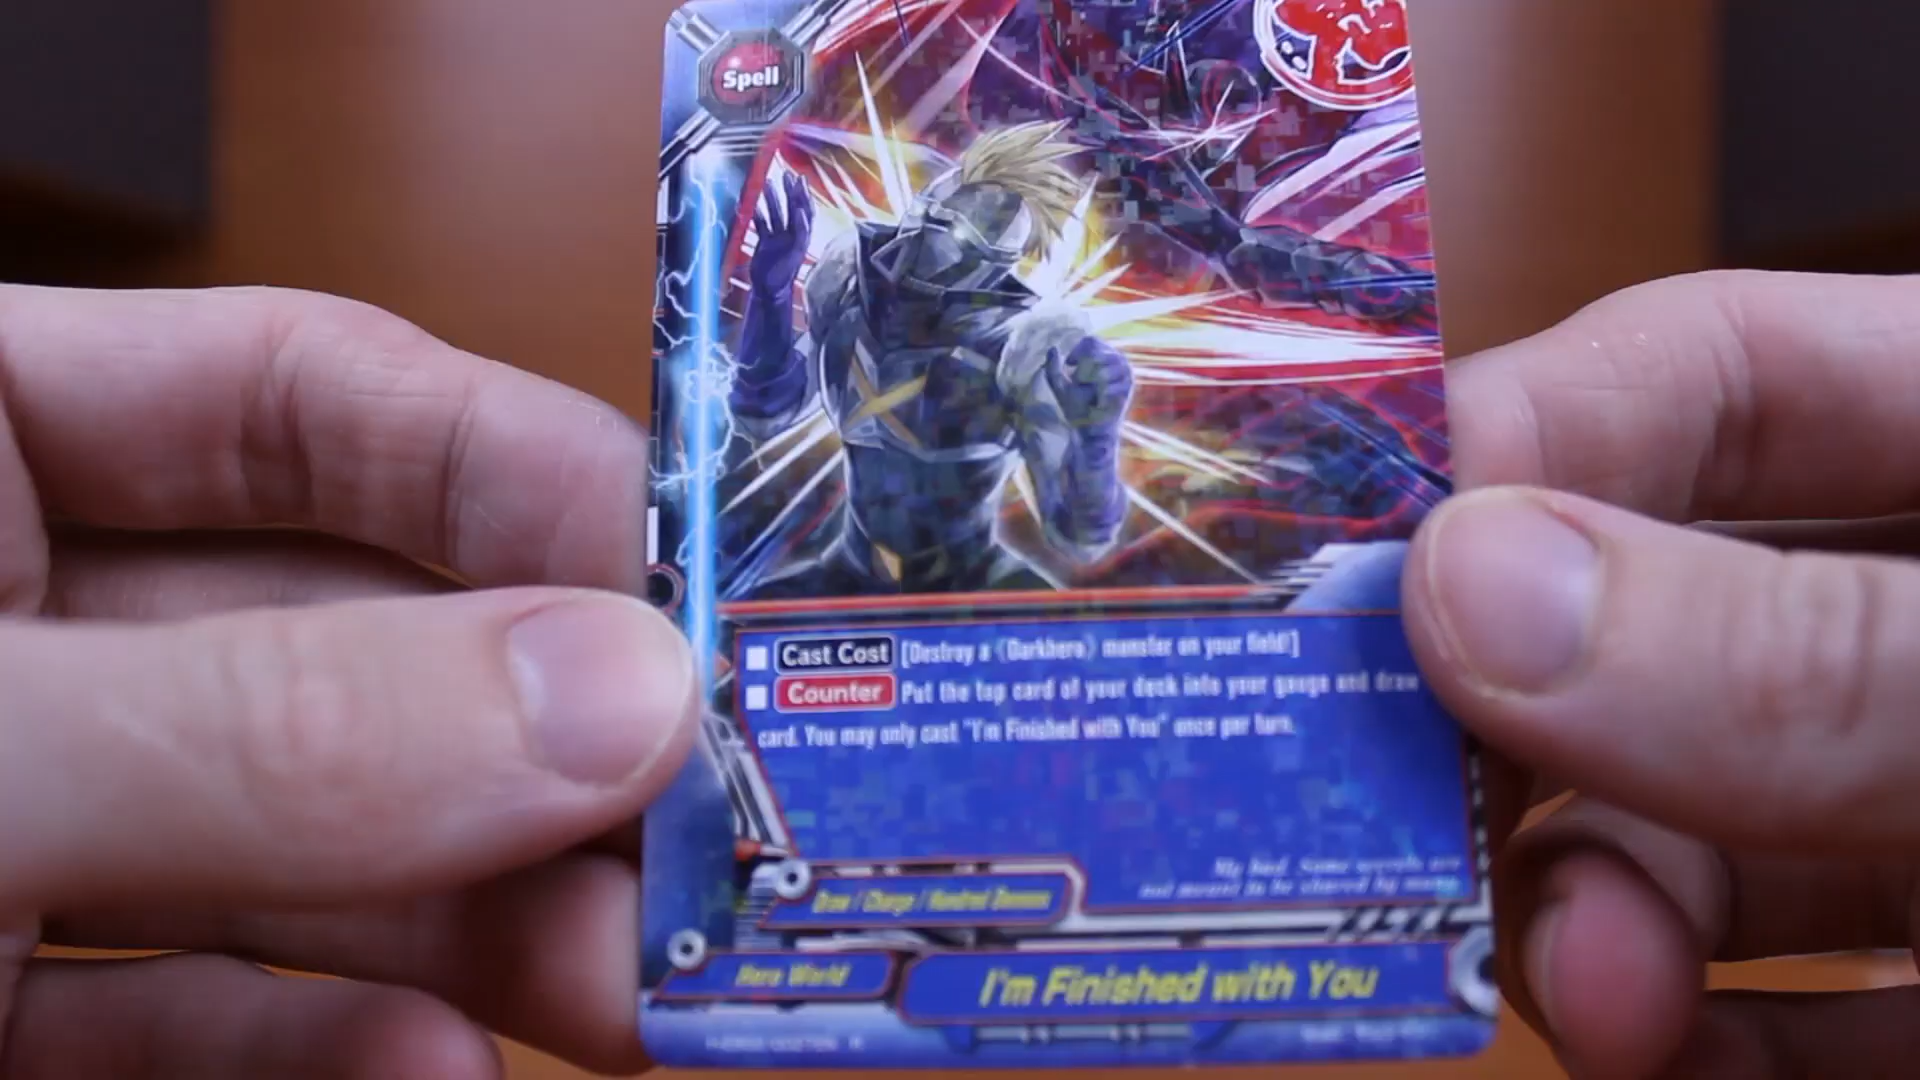 Spell
Cast Cost [Destroy a 《Darkhero》 monster on your field!]
Counter Put the top card of your deck into your gauge and draw
card. You may only cast "I'm Finished with You" once per turn.
My bad. Some words are
not meant to be shared by many.
Draw / Charge / Hundred Demons
Hero World
I'm Finished with You